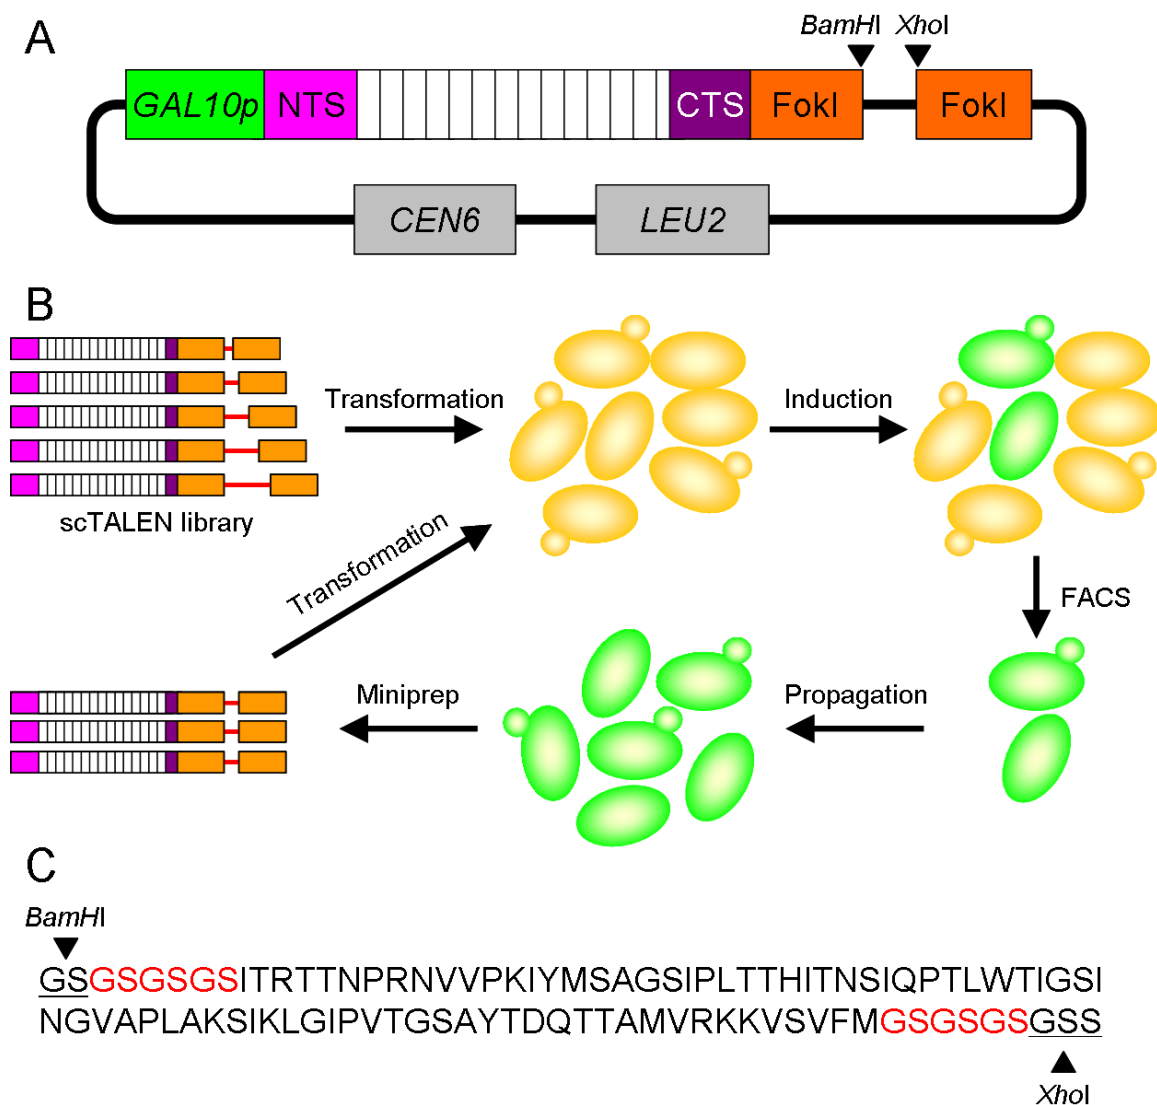 A
BamHI XhoI
GAL10p NTS CTS FokI FokI
CEN6 LEU2
B
Transformation
Induction
scTALEN library
Transformation
FACS
Miniprep
Propagation
C
BamHI
GSGSGSGSITRTTNPRNVVPKIYMSAGSIPLTTHITNSIQPTLWTIGSI
NGVAPLAKSIKLGIPVTGSAYTDQTTAMVRKKVSVFMGSGSGSGSS
XhoI